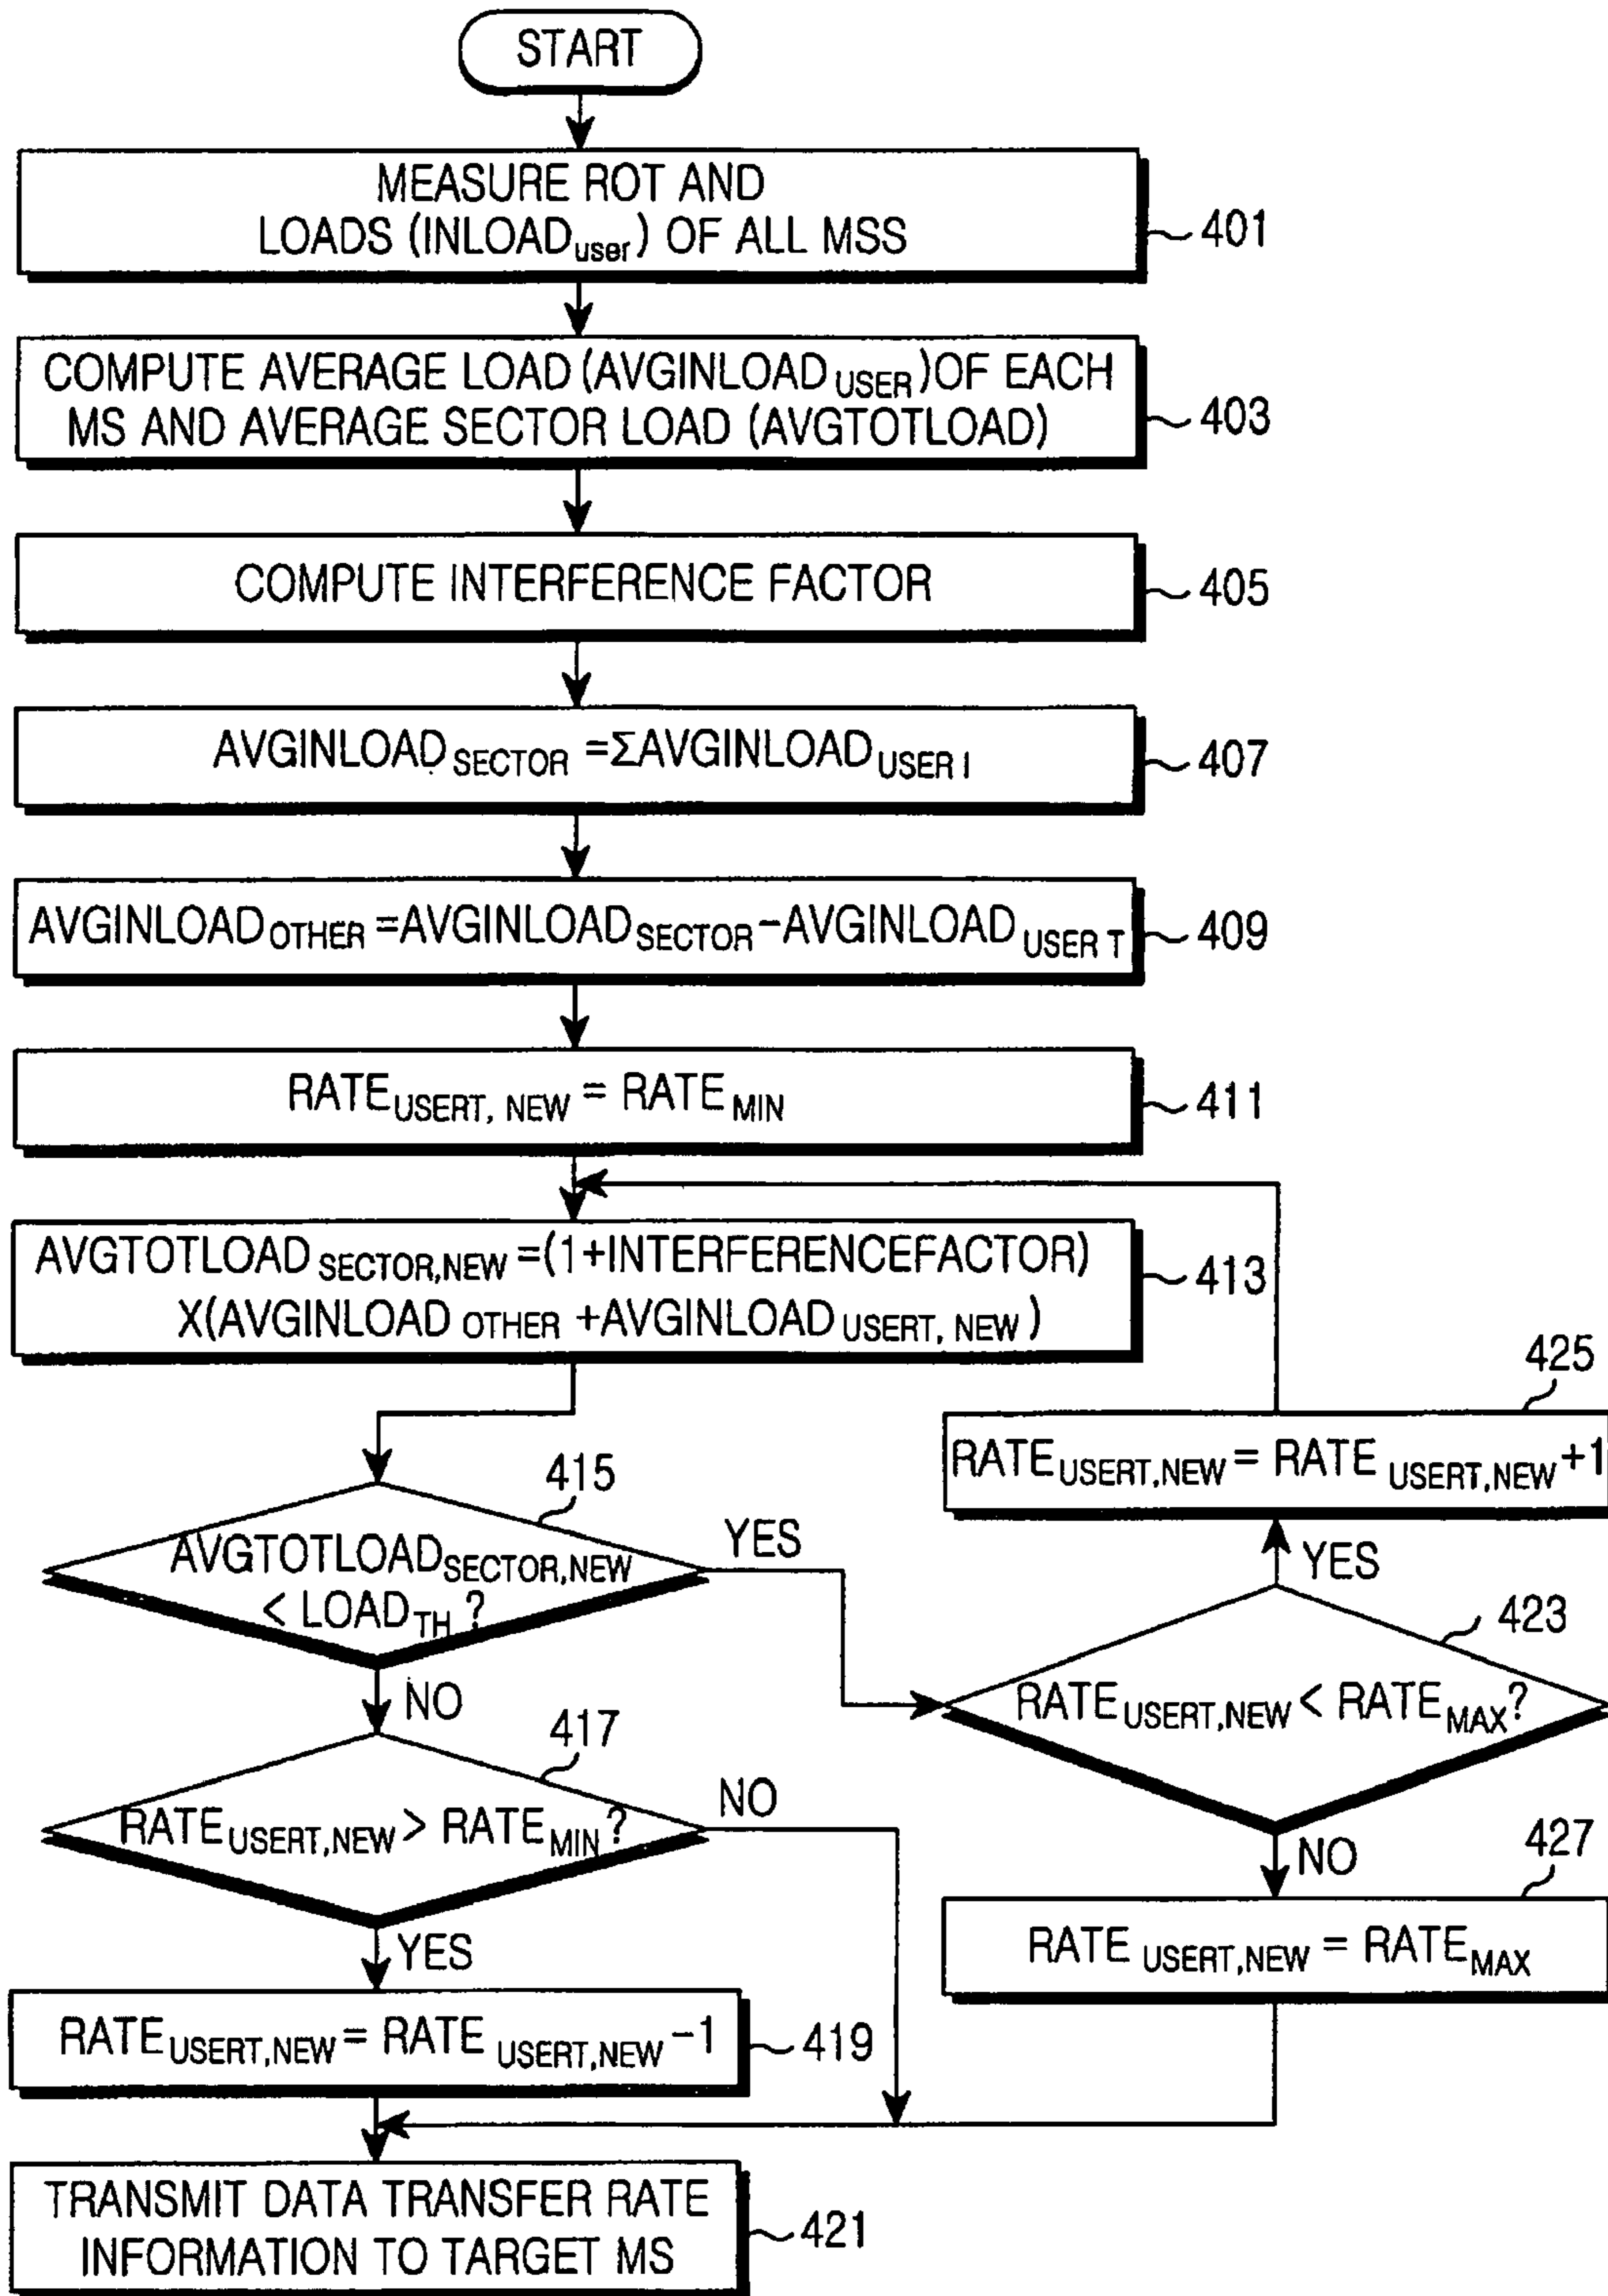 START
MEASURE ROT AND
LOADS (INLOADuser) OF ALL MSS
401
COMPUTE AVERAGE LOAD (AVGINLOADUSER) OF EACH
MS AND AVERAGE SECTOR LOAD (AVGTOTLOAD)
403
COMPUTE INTERFERENCE FACTOR
405
AVGINLOADSECTOR =ΣAVGINLOADUSER I
407
AVGINLOADOTHER =AVGINLOADSECTOR-AVGINLOADUSER T
409
RATEUSERT, NEW = RATEMIN
411
AVGTOTLOADSECTOR,NEW =(1+INTERFERENCEFACTOR)
X(AVGINLOADOTHER +AVGINLOADUSERT, NEW)
413
425
RATEUSERT,NEW = RATEUSERT,NEW +1
415
AVGTOTLOADSECTOR,NEW
< LOADTH ?
YES
NO
YES
423
RATEUSERT,NEW < RATEMAX?
417
RATEUSERT,NEW > RATEMIN ?
NO
YES
NO
427
RATEUSERT,NEW = RATEMAX
RATEUSERT,NEW = RATEUSERT,NEW -1
419
TRANSMIT DATA TRANSFER RATE
INFORMATION TO TARGET MS
421